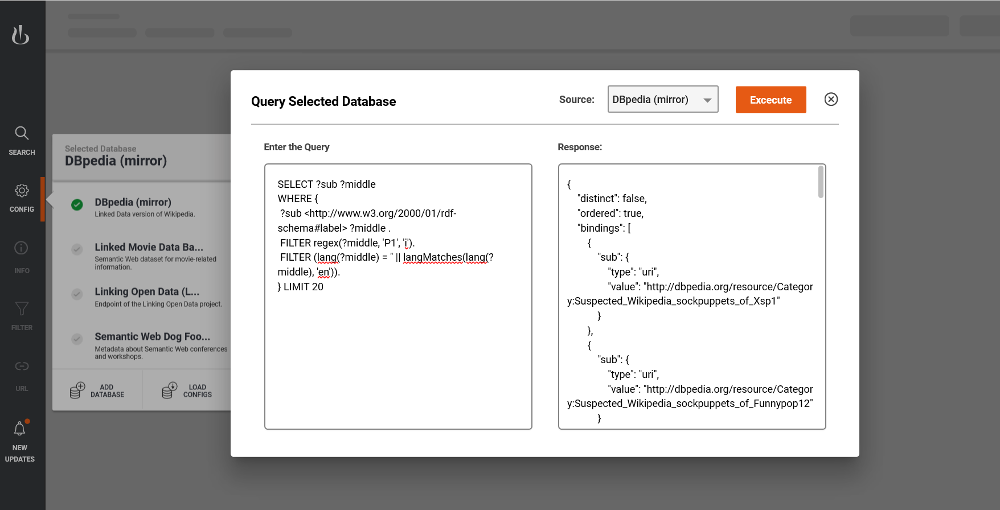 SEARCH
CONFIG
INFO
FILTER
URL
NEW
UPDATES
Selected Database
DBpedia (mirror)
DBpedia (mirror)
Linked Data version of Wikipedia.
Linked Movie Data Ba...
Semantic Web dataset for movie-related
information.
Linking Open Data (L...
Endpoint of the Linking Open Data project.
Semantic Web Dog Foo...
Metadata about Semantic Web conferences
and workshops.
ADD
DATABASE
LOAD
CONFIGS
Query Selected Database
Source:
DBpedia (mirror)
Excecute
Enter the Query
SELECT ?sub ?middle
WHERE {
?sub <http://www.w3.org/2000/01/rdf-
schema#label> ?middle .
FILTER regex(?middle, 'P1', 'i').
FILTER (lang(?middle) = '' || langMatches(lang(?
middle), 'en')).
} LIMIT 20
Response:
{
"distinct": false,
"ordered": true,
"bindings": [
{
"sub": {
"type": "uri",
"value": "http://dbpedia.org/resource/Categor
y:Suspected_Wikipedia_sockpuppets_of_Xsp1"
}
},
{
"sub": {
"type": "uri",
"value": "http://dbpedia.org/resource/Categor
y:Suspected_Wikipedia_sockpuppets_of_Funnypop12"
}